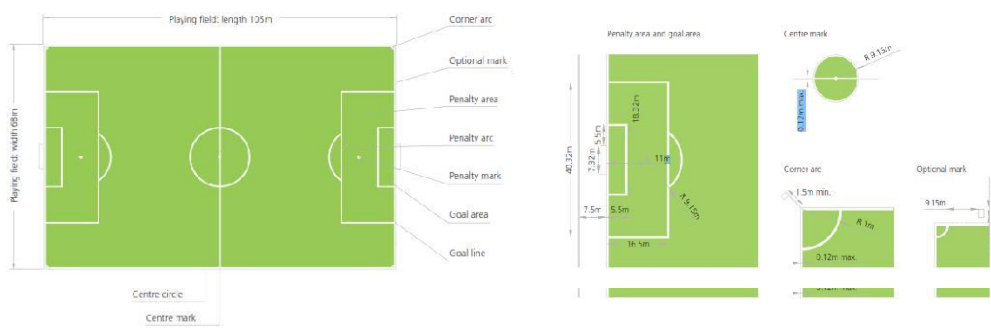 Playing field: length 105m
Playing field: width 68m
Corner arc
Optional mark
Penalty area
Penalty arc
Penalty mark
Goal area
Goal line
Centre circle
Centre mark
Penalty area and goal area
40.32m
18.32m
5.5m
7.32m
11m
R 9.15m
7.5m
5.5m
16.5m
Centre mark
R 9.15m
0.12m max.
Corner arc
1.5m min.
R 1m
0.12m max.
0.12m max.
Optional mark
9.15m